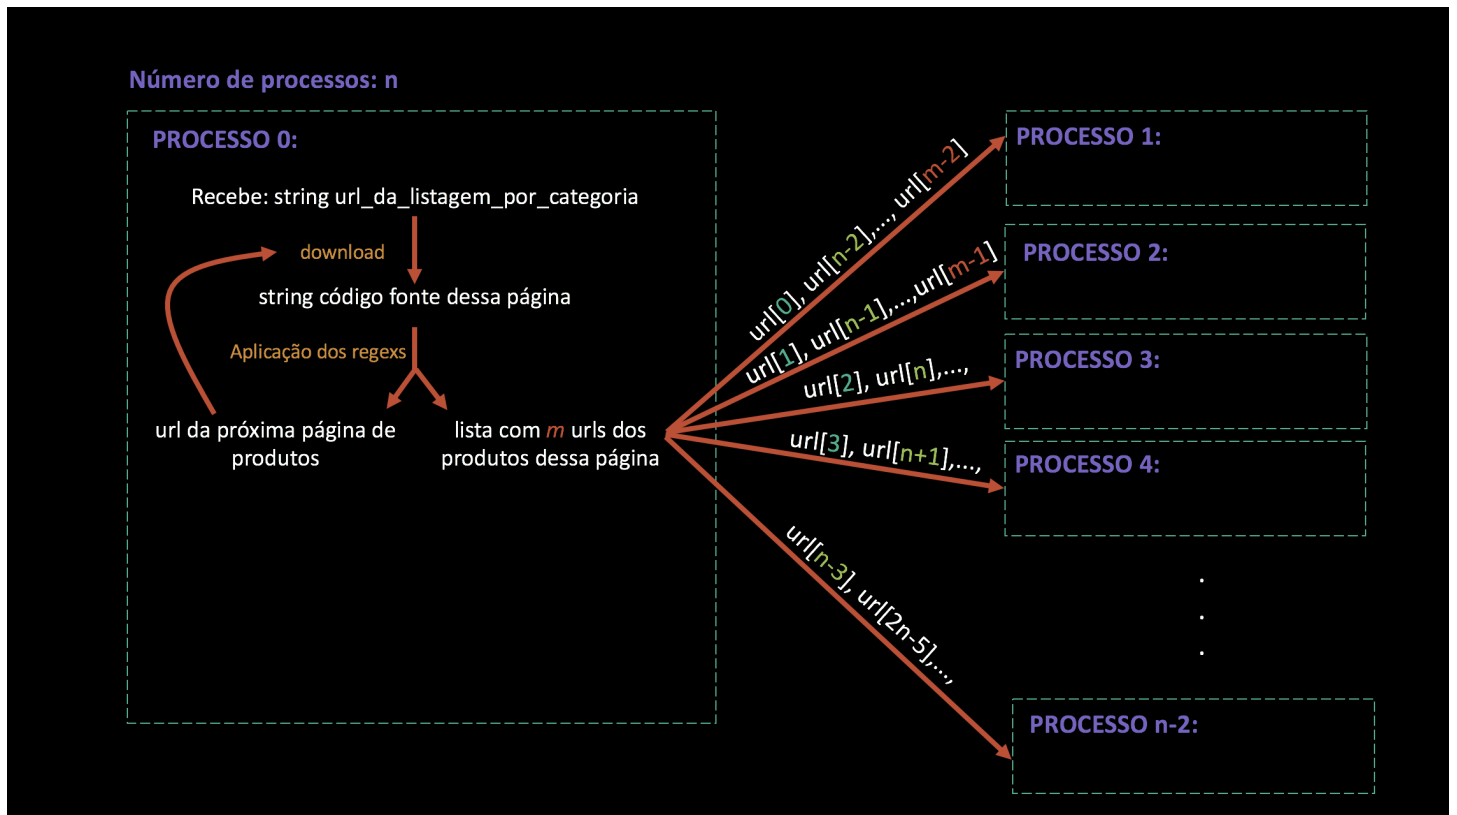 Número de processos: n
PROCESSO 0:
Recebe: string url_da_listagem_por_categoria
download
string código fonte dessa página
Aplicação dos regexs
url da próxima página de
produtos
lista com m urls dos
produtos dessa página
url[0], url[n-2],..., url[m-2]
url[1], url[n-1],...,url[m-1]
url[2], url[n],...,
url[3], url[n+1],...,
url[n-3], url[2n-5],...,
PROCESSO 1:
PROCESSO 2:
PROCESSO 3:
PROCESSO 4:
.
.
.
PROCESSO n-2: